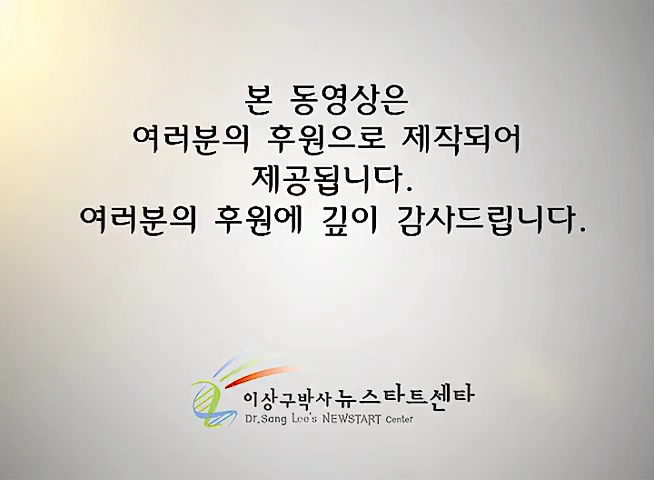 본 동영상은
여러분의 후원으로 제작되어
제공됩니다.
여러분의 후원에 깊이 감사드립니다.
이상구박사 뉴스타트센타
Dr.Sang Lee's NEWSTART Center